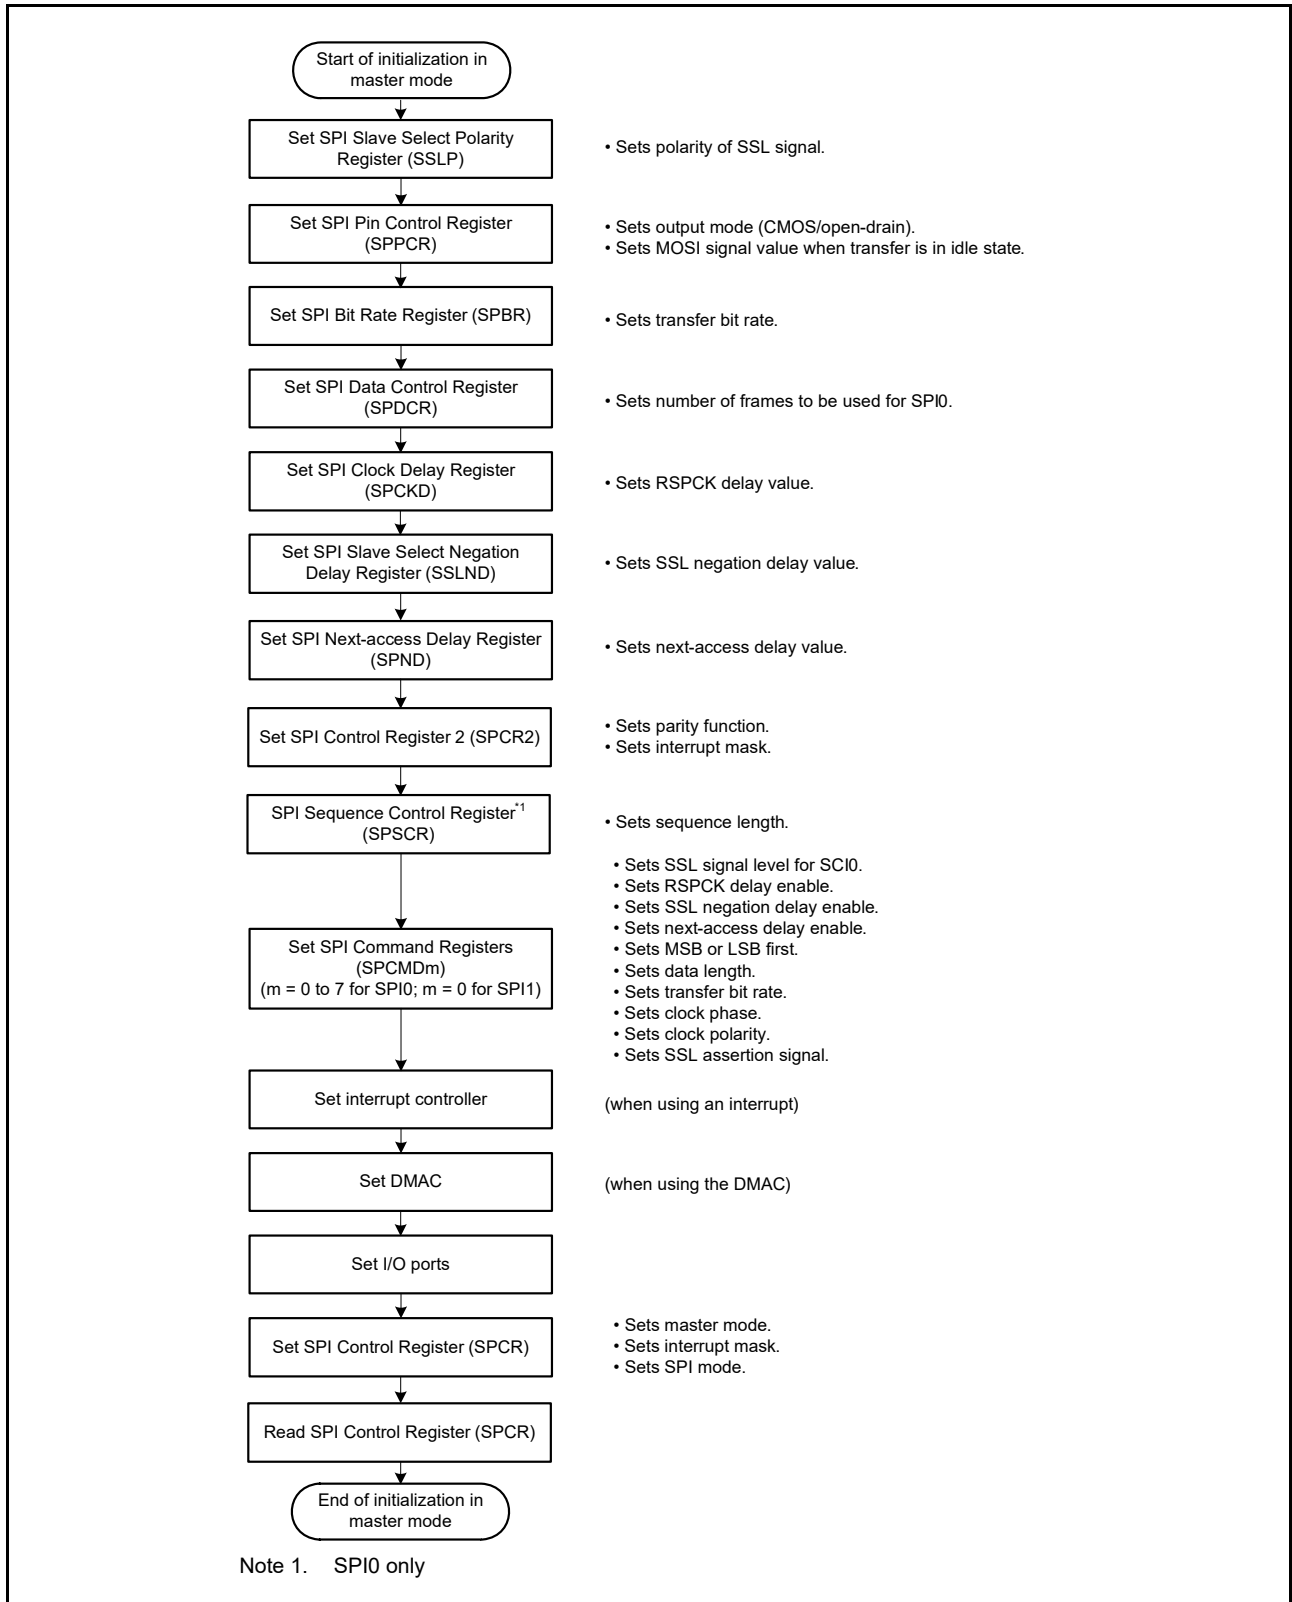 Start of initialization in
master mode
Set SPI Slave Select Polarity
Register (SSLP)
• Sets polarity of SSL signal.
Set SPI Pin Control Register
(SPPCR)
• Sets output mode (CMOS/open-drain).
• Sets MOSI signal value when transfer is in idle state.
Set SPI Bit Rate Register (SPBR)
• Sets transfer bit rate.
Set SPI Data Control Register
(SPDCR)
• Sets number of frames to be used for SPI0.
Set SPI Clock Delay Register
(SPCKD)
• Sets RSPCK delay value.
Set SPI Slave Select Negation
Delay Register (SSLND)
• Sets SSL negation delay value.
Set SPI Next-access Delay Register
(SPND)
• Sets next-access delay value.
Set SPI Control Register 2 (SPCR2)
• Sets parity function.
• Sets interrupt mask.
SPI Sequence Control Register*1
(SPSCR)
• Sets sequence length.
Set SPI Command Registers
(SPCMDm)
(m = 0 to 7 for SPI0; m = 0 for SPI1)
• Sets SSL signal level for SCI0.
• Sets RSPCK delay enable.
• Sets SSL negation delay enable.
• Sets next-access delay enable.
• Sets MSB or LSB first.
• Sets data length.
• Sets transfer bit rate.
• Sets clock phase.
• Sets clock polarity.
• Sets SSL assertion signal.
Set interrupt controller
(when using an interrupt)
Set DMAC
(when using the DMAC)
Set I/O ports
Set SPI Control Register (SPCR)
• Sets master mode.
• Sets interrupt mask.
• Sets SPI mode.
Read SPI Control Register (SPCR)
End of initialization in
master mode
Note 1. SPI0 only